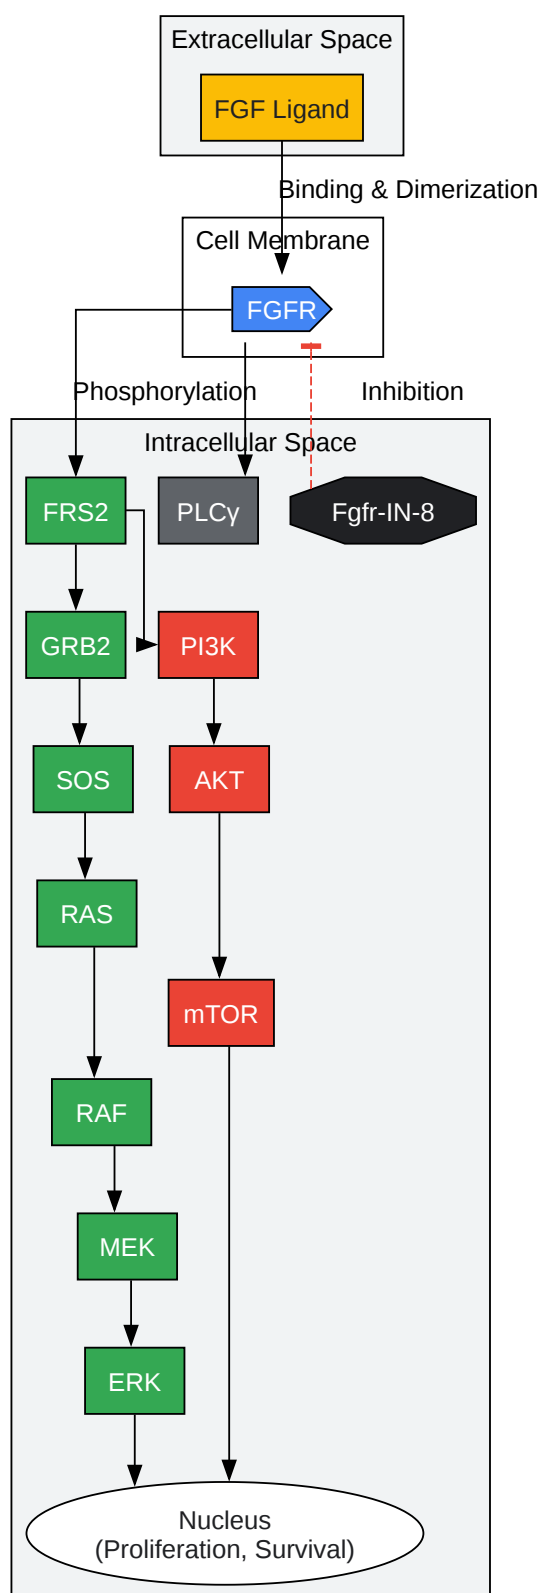 Extracellular Space
FGF Ligand
Binding & Dimerization
Cell Membrane
FGFR
Phosphorylation
Inhibition
Intracellular Space
FRS2
PLCγ
Fgfr-IN-8
GRB2
PI3K
SOS
AKT
RAS
mTOR
RAF
MEK
ERK
Nucleus
(Proliferation, Survival)